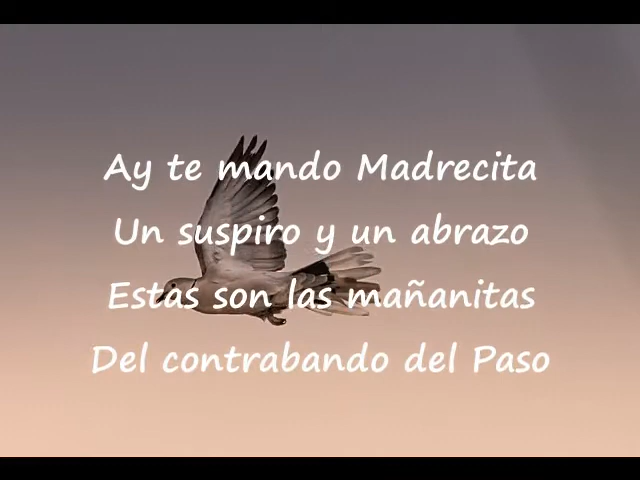 Ay te mando Madrecita
Un suspiro y un abrazo
Estas son las mañanitas
Del contrabando del Paso